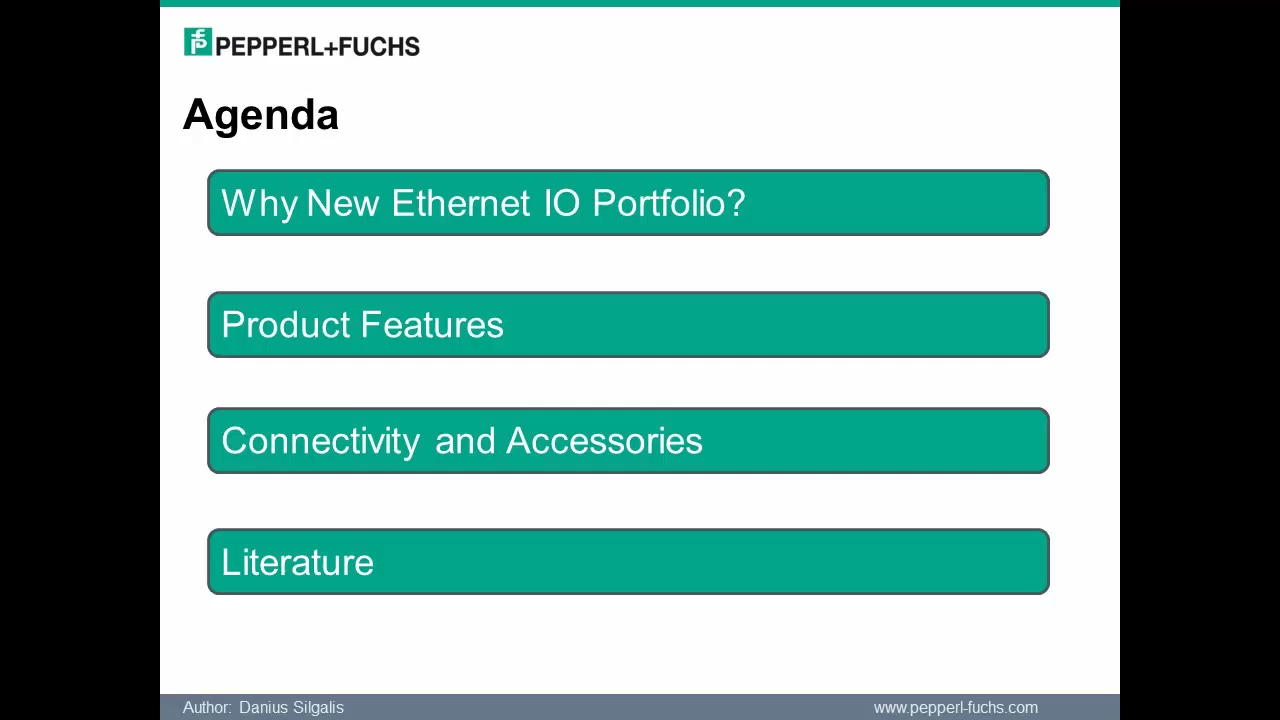 PEPPERL+FUCHS
Agenda
Why New Ethernet IO Portfolio?
Product Features
Connectivity and Accessories
Literature
Author: Danius Silgalis
www.pepperl-fuchs.com